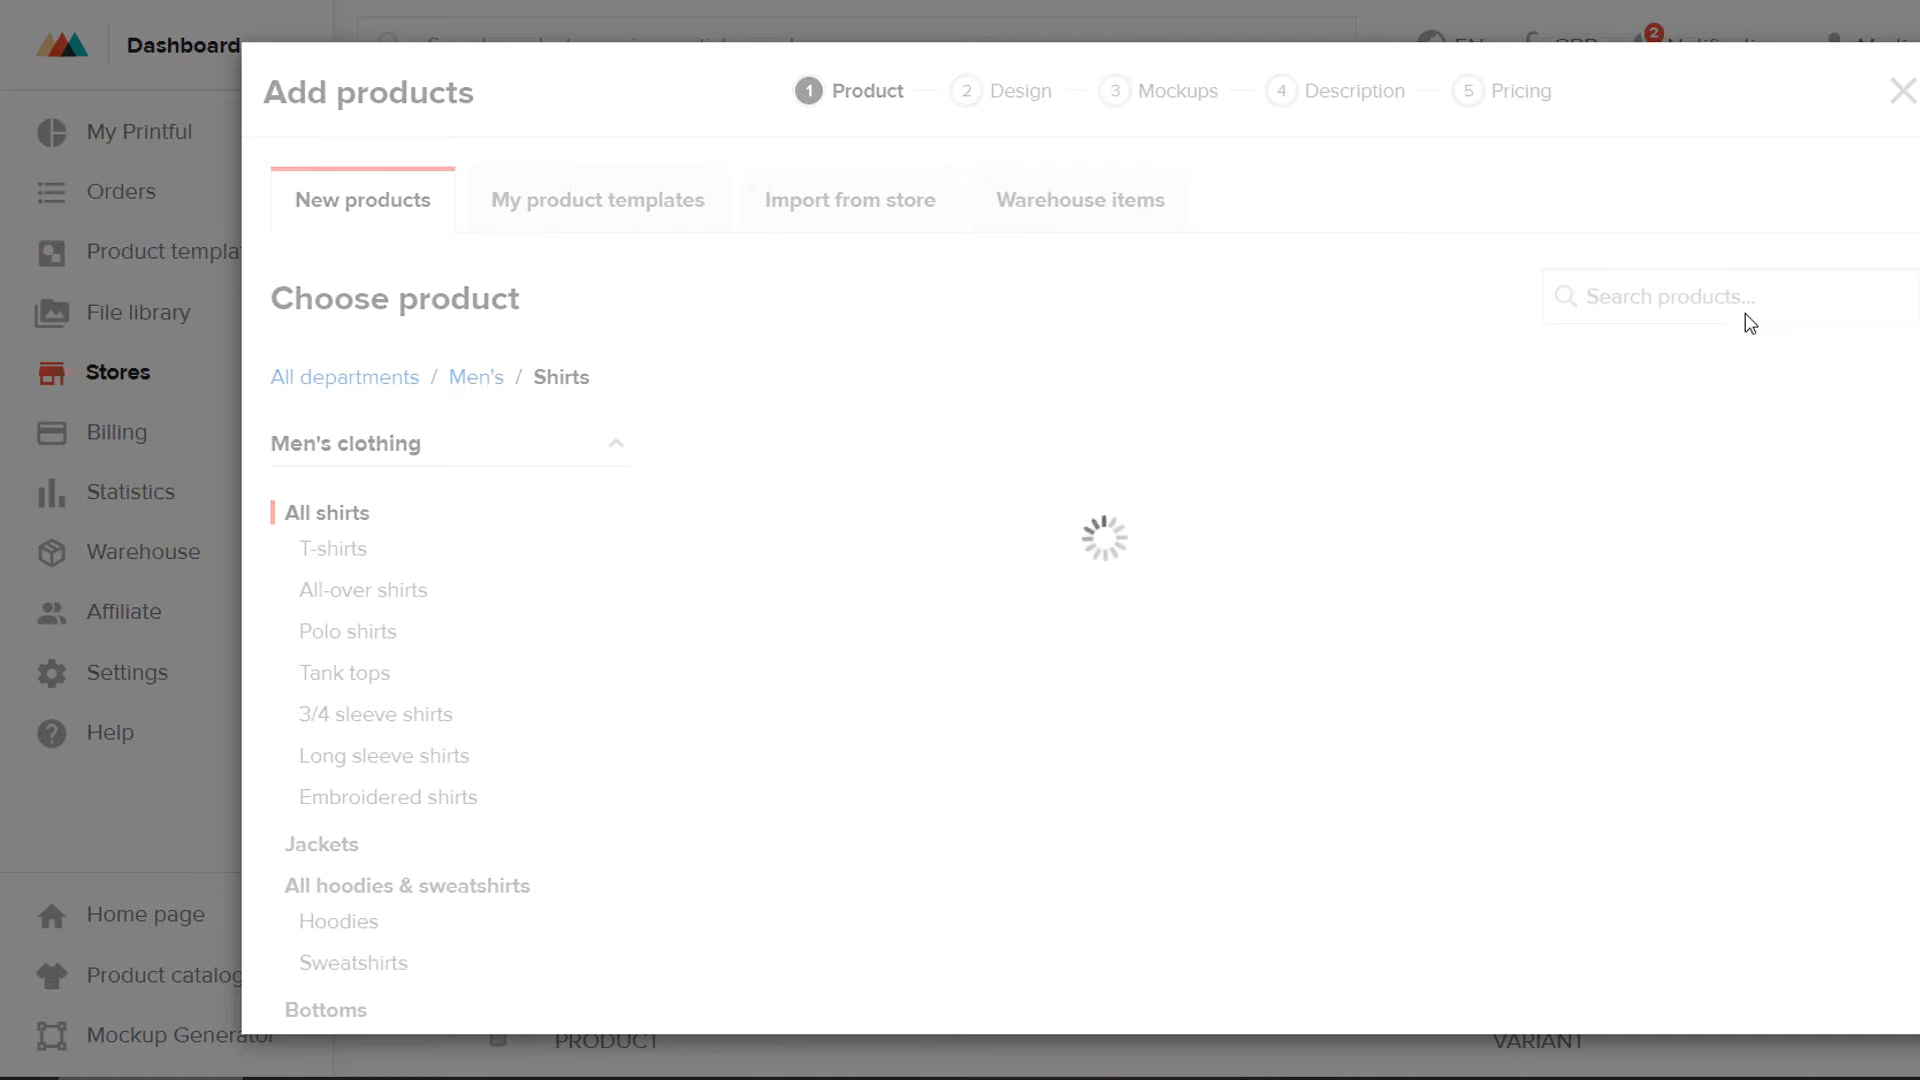 Dashboard
2
Add products
1 Product
2 Design
3 Mockups
4 Description
5 Pricing
My Printful
Orders
Product templa
File library
Stores
Billing
Statistics
Warehouse
Affiliate
Settings
Help
Home page
Product catalog
Mockup Generator
New products
My product templates
Import from store
Warehouse items
Choose product
Search products...
All departments / Men's / Shirts
Men's clothing
All shirts
T-shirts
All-over shirts
Polo shirts
Tank tops
3/4 sleeve shirts
Long sleeve shirts
Embroidered shirts
Jackets
All hoodies & sweatshirts
Hoodies
Sweatshirts
Bottoms
PRODUCT
VARIANT